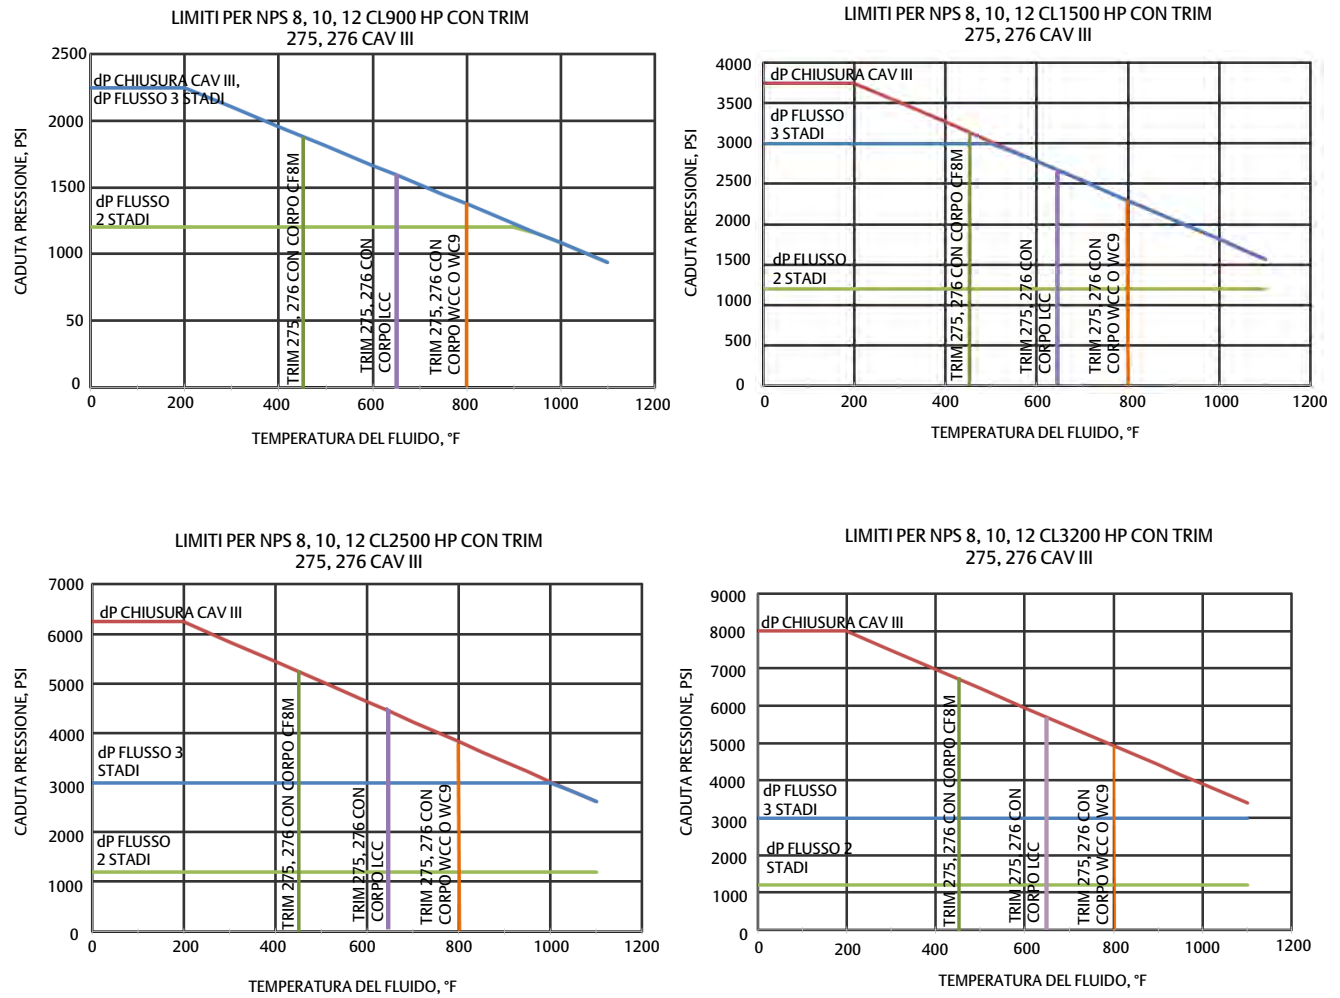 LIMITI PER NPS 8, 10, 12 CL900 HP CON TRIM
275, 276 CAV III
2500
2000
1500
1000
50
0
CADUTA PRESSIONE, PSI
dP CHIUSURA CAV III,
dP FLUSSO 3 STADI
dP FLUSSO
2 STADI
TRIM 275, 276 CON CORPO CF8M
TRIM 275, 276 CON
CORPO LCC
TRIM 275, 276 CON
CORPO WCC O WC9
0 200 400 600 800 1000 1200
TEMPERATURA DEL FLUIDO, °F
LIMITI PER NPS 8, 10, 12 CL1500 HP CON TRIM
275, 276 CAV III
4000
3500
3000
2500
2000
1500
1000
500
0
CADUTA PRESSIONE, PSI
dP CHIUSURA CAV III
dP FLUSSO
3 STADI
dP FLUSSO
2 STADI
TRIM 275, 276 CON CORPO CF8M
TRIM 275, 276 CON
CORPO LCC
TRIM 275, 276 CON
CORPO WCC O WC9
0 200 400 600 800 1000 1200
TEMPERATURA DEL FLUIDO, °F
LIMITI PER NPS 8, 10, 12 CL2500 HP CON TRIM
275, 276 CAV III
7000
6000
5000
4000
3000
2000
1000
0
CADUTA PRESSIONE, PSI
dP CHIUSURA CAV III
dP FLUSSO 3
STADI
dP FLUSSO
2 STADI
TRIM 275, 276 CON CORPO CF8M
TRIM 275, 276 CON
CORPO LCC
TRIM 275, 276 CON
CORPO WCC O WC9
0 200 400 600 800 1000 1200
TEMPERATURA DEL FLUIDO, °F
LIMITI PER NPS 8, 10, 12 CL3200 HP CON TRIM
275, 276 CAV III
9000
8000
7000
6000
5000
4000
3000
2000
1000
0
CADUTA PRESSIONE, PSI
dP CHIUSURA CAV III
dP FLUSSO
3 STADI
dP FLUSSO 2
STADI
TRIM 275, 276 CON CORPO CF8M
TRIM 275, 276 CON
CORPO LCC
TRIM 275, 276 CON
CORPO WCC O WC9
0 200 400 600 800 1000 1200
TEMPERATURA DEL FLUIDO, °F